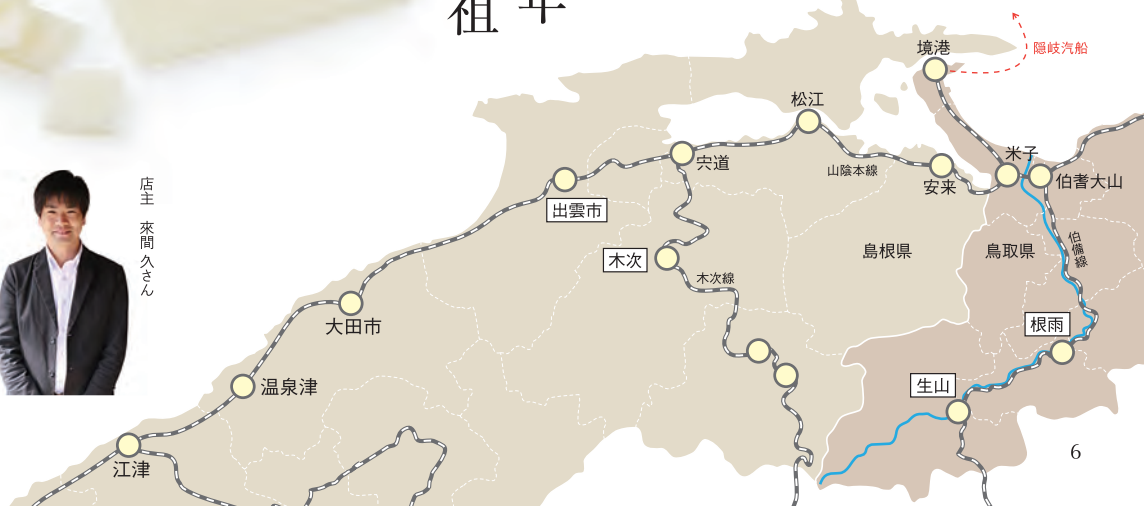 祖
年
境港
隠岐汽船
松江
米子
宍道
山陰本線
安来
伯耆大山
店主 來間 久さん
出雲市
島根県
鳥取県
伯備線
木次
木次線
大田市
根雨
温泉津
生山
江津
6